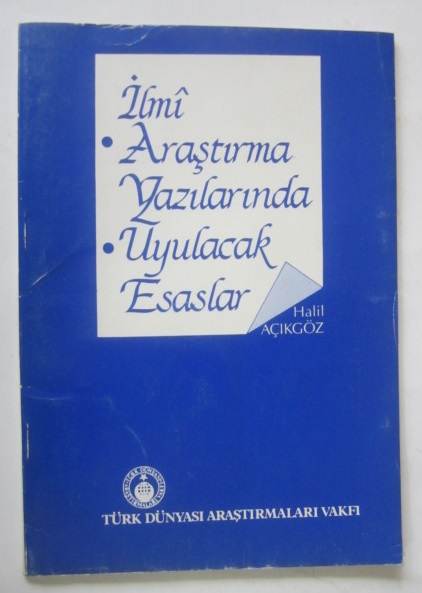 İlmî
• Araştırma
Yazılarında
• Uyulacak
Esaslar
Halil
AÇIKGÖZ
TÜRK DÜNYASI ARAŞTIRMALARI VAKFI